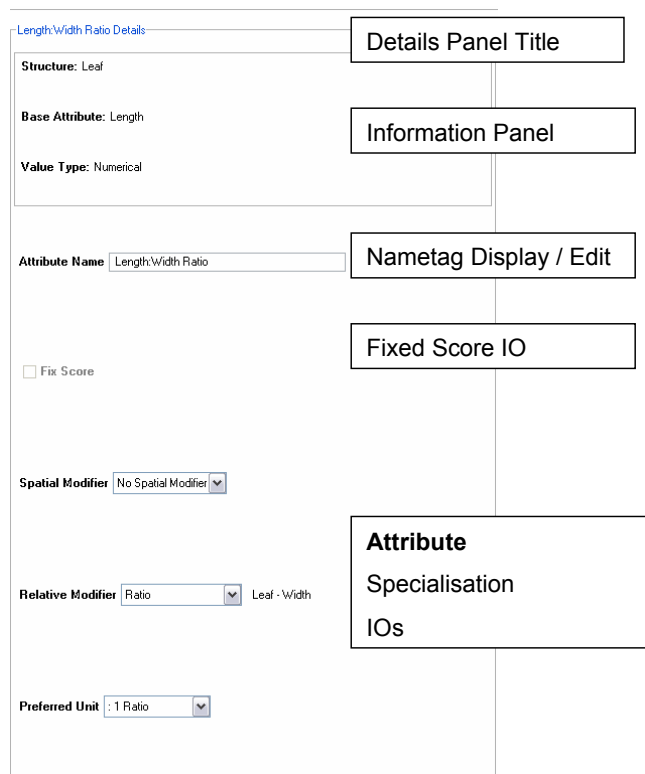 Length:Width Ratio Details
Details Panel Title
Structure: Leaf
Base Attribute: Length
Information Panel
Value Type: Numerical
Attribute Name Length:Width Ratio
Nametag Display / Edit
Fixed Score IO
Fix Score
Spatial Modifier No Spatial Modifier
Attribute
Specialisation
IOs
Relative Modifier Ratio Leaf - Width
Preferred Unit : 1 Ratio